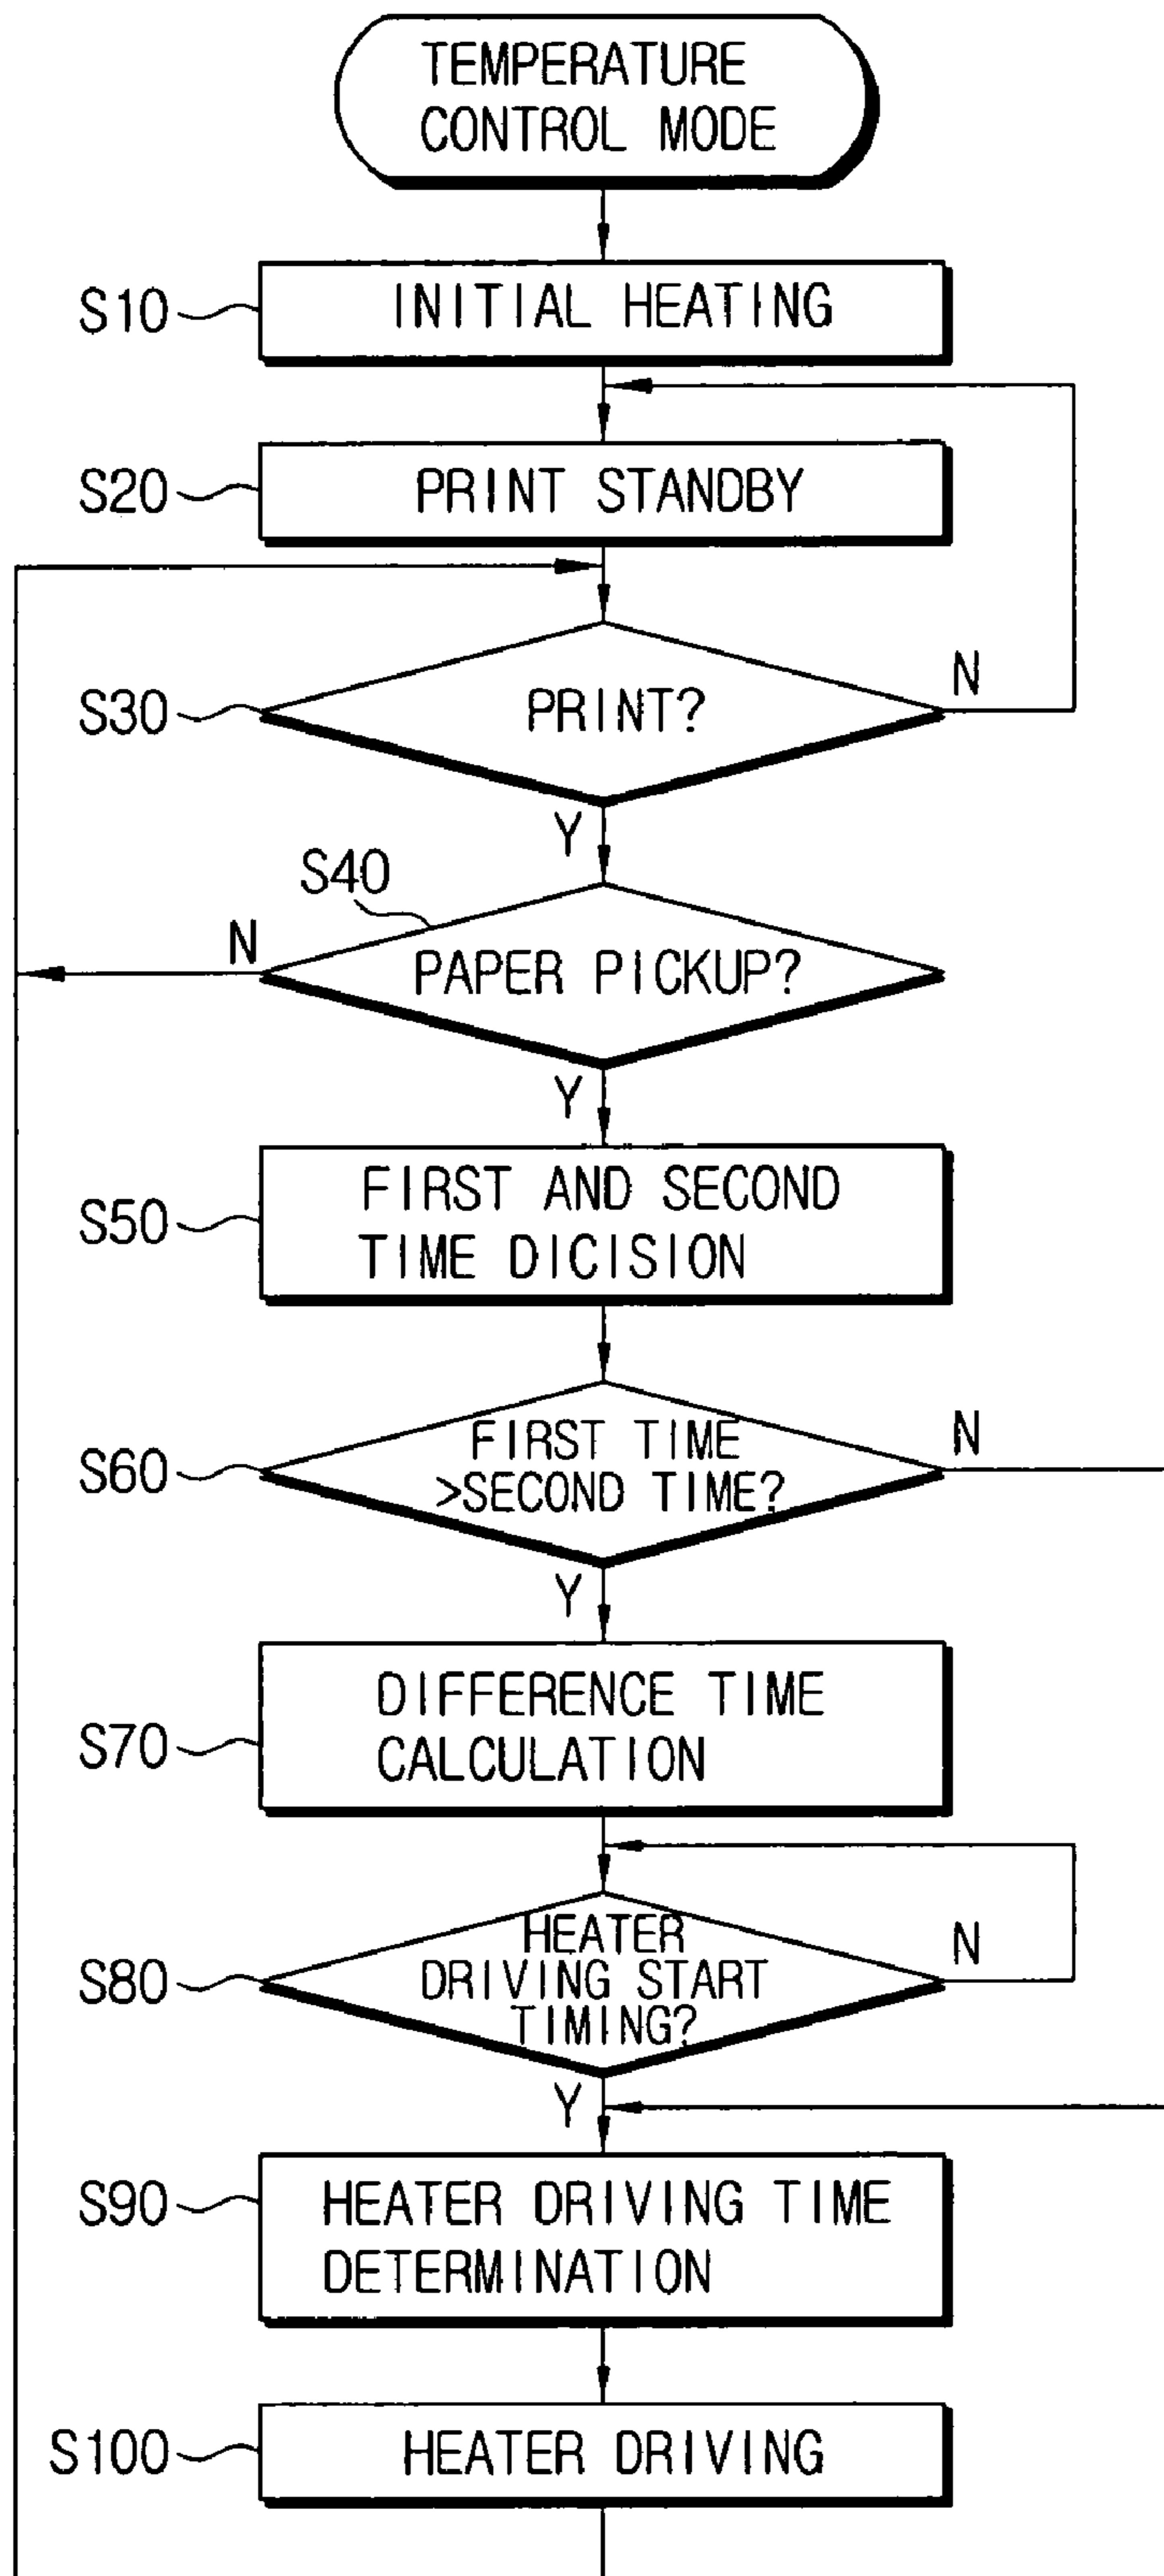 TEMPERATURE
CONTROL MODE
S10
INITIAL HEATING
S20
PRINT STANDBY
S30
PRINT?
N
Y
S40
N
PAPER PICKUP?
Y
S50
FIRST AND SECOND
TIME DICISION
S60
FIRST TIME
>SECOND TIME?
N
Y
S70
DIFFERENCE TIME
CALCULATION
S80
HEATER
DRIVING START
TIMING?
N
Y
S90
HEATER DRIVING TIME
DETERMINATION
S100
HEATER DRIVING